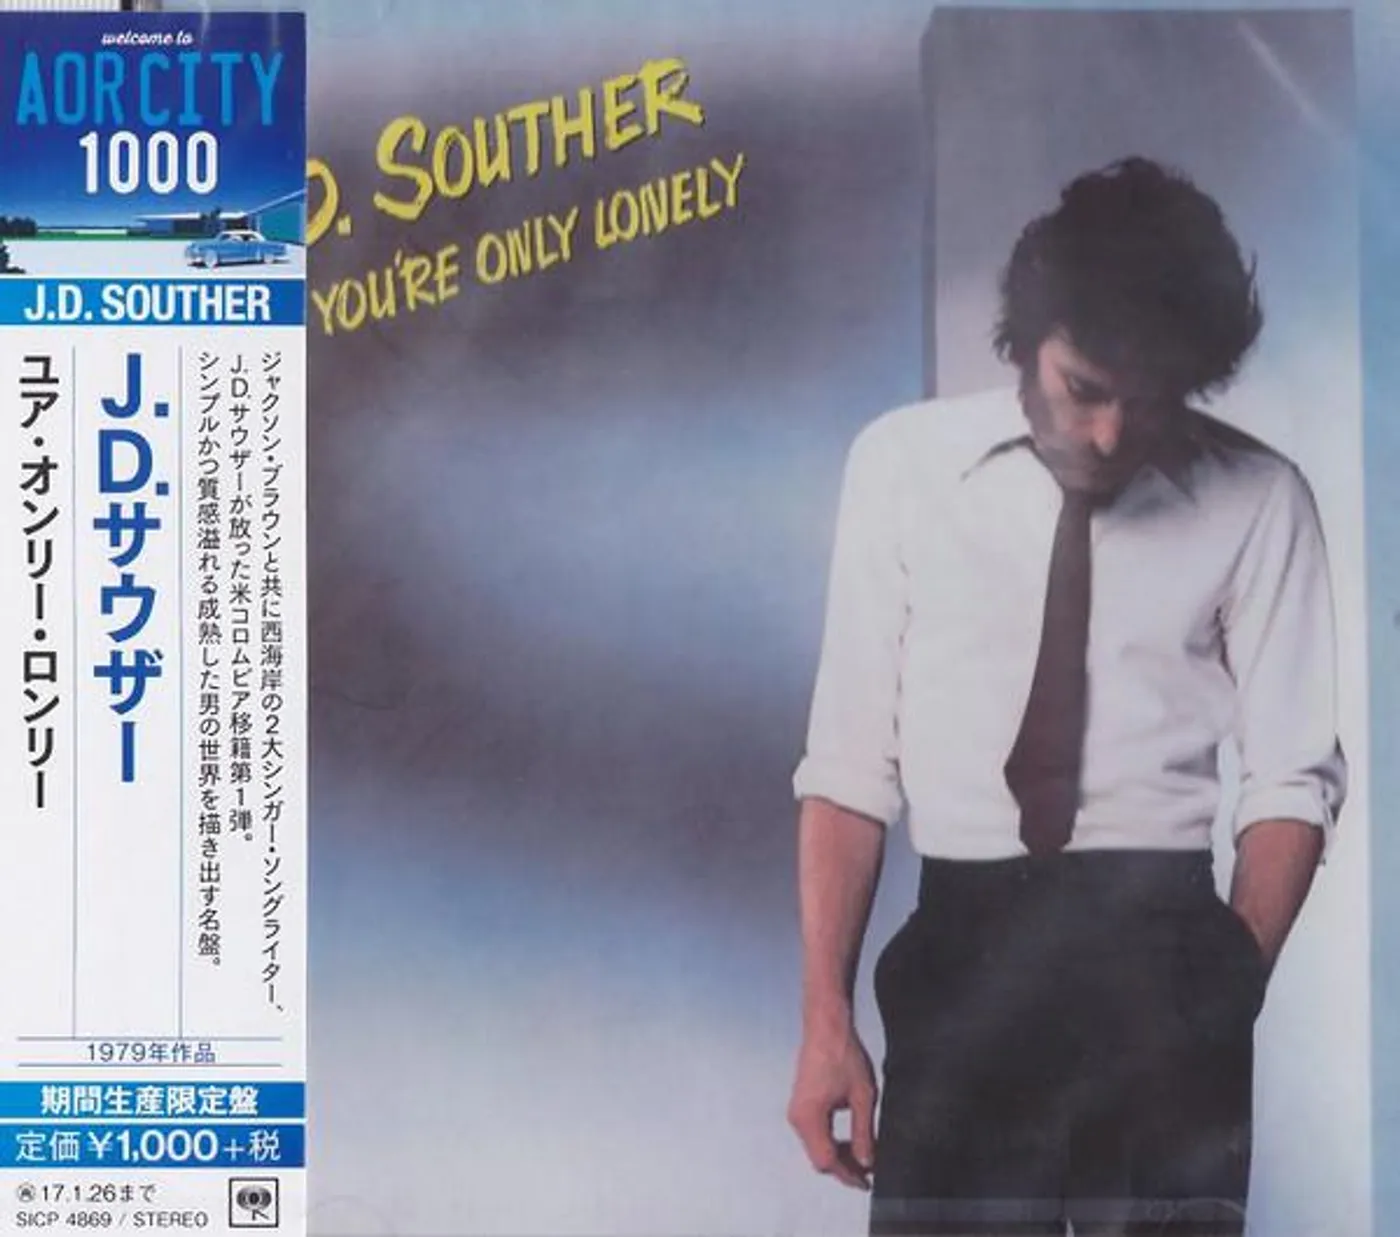 welcome to
AOR CITY
1000
J.D. SOUTHER
ジャクソン・ブラウンと共に西海岸の2大シンガー・ソングライター、
J.D.サウザーが放った米コロムビア移籍第1弾。
シンプルかつ質感溢れる成熟した男の世界を描き出す名盤。
J.D.サウザー
ユア・オンリー・ロンリー
1979年作品
期間生産限定盤
定価¥1,000+税
17.1.26まで
SICP 4869 / STEREO
D. SOUTHER
YOU'RE ONLY LONELY